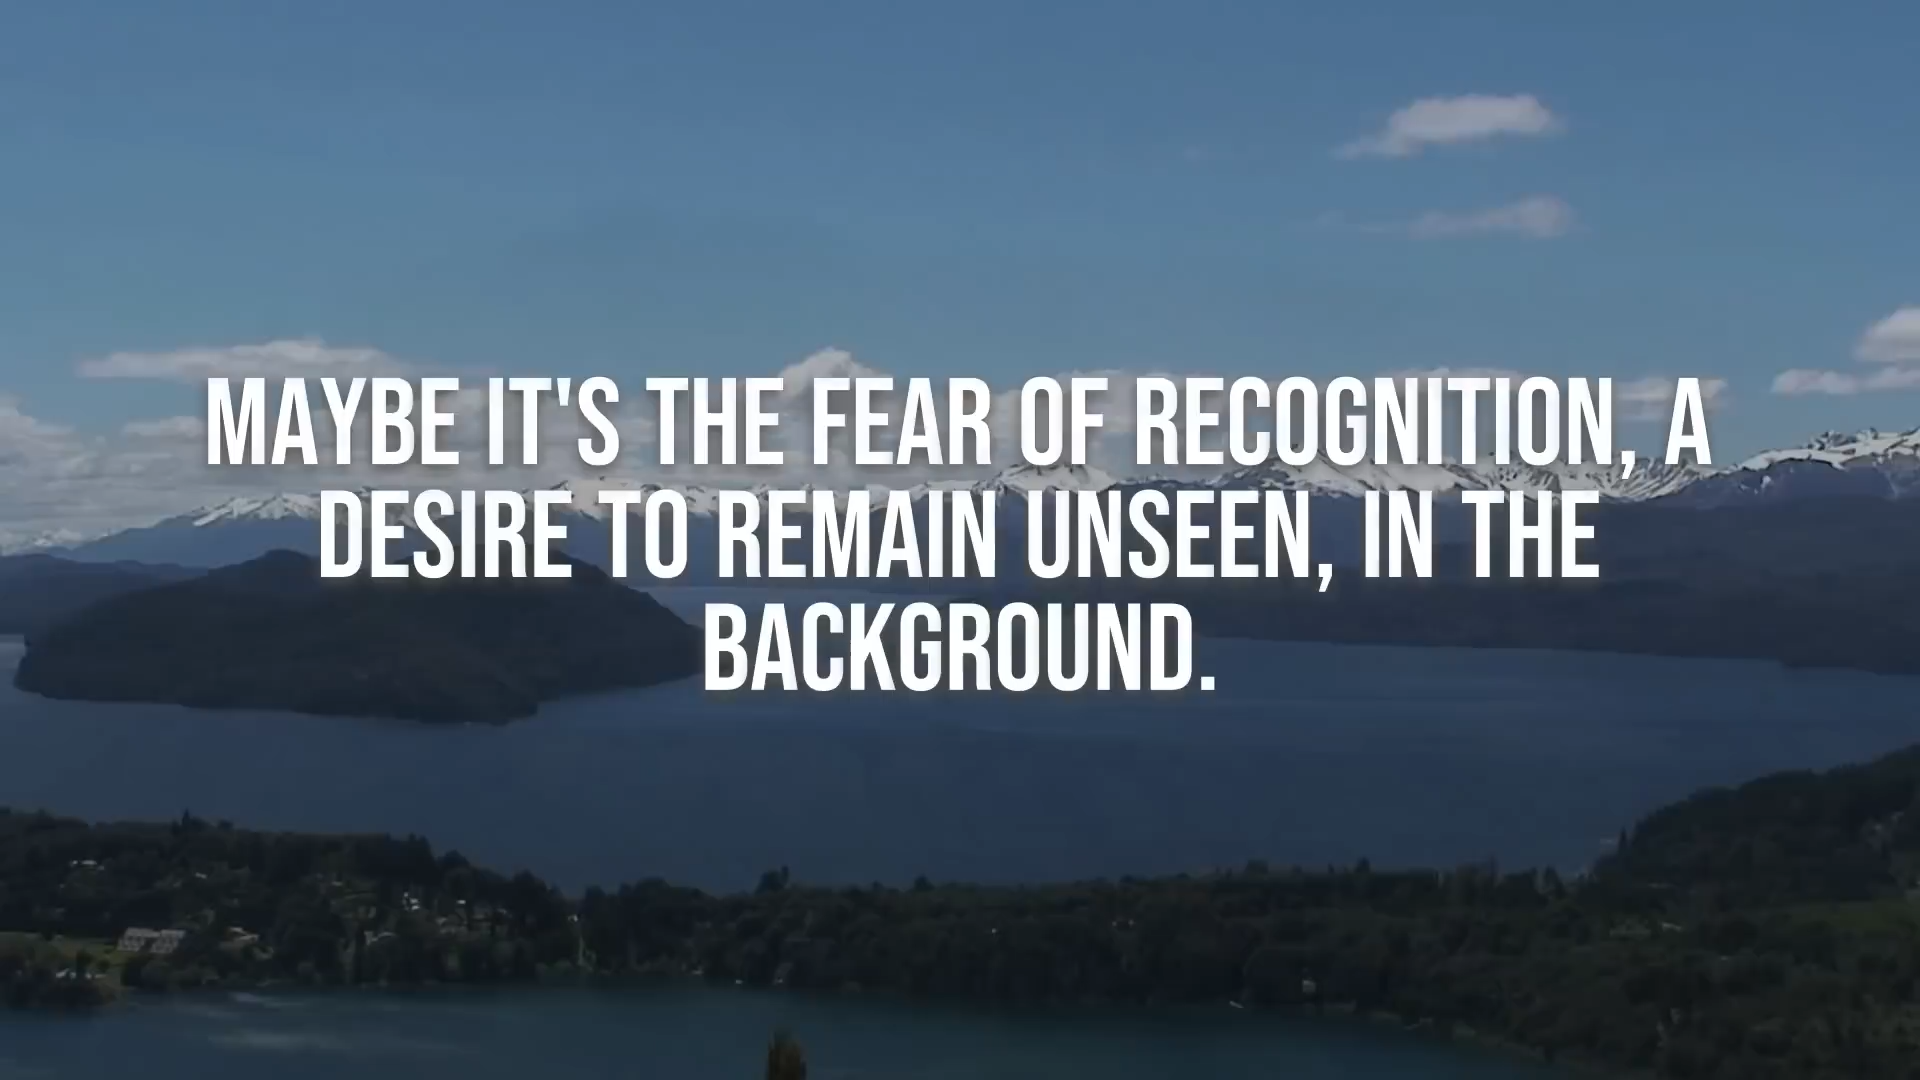 MAYBE IT'S THE FEAR OF RECOGNITION, A
DESIRE TO REMAIN UNSEEN, IN THE
BACKGROUND.